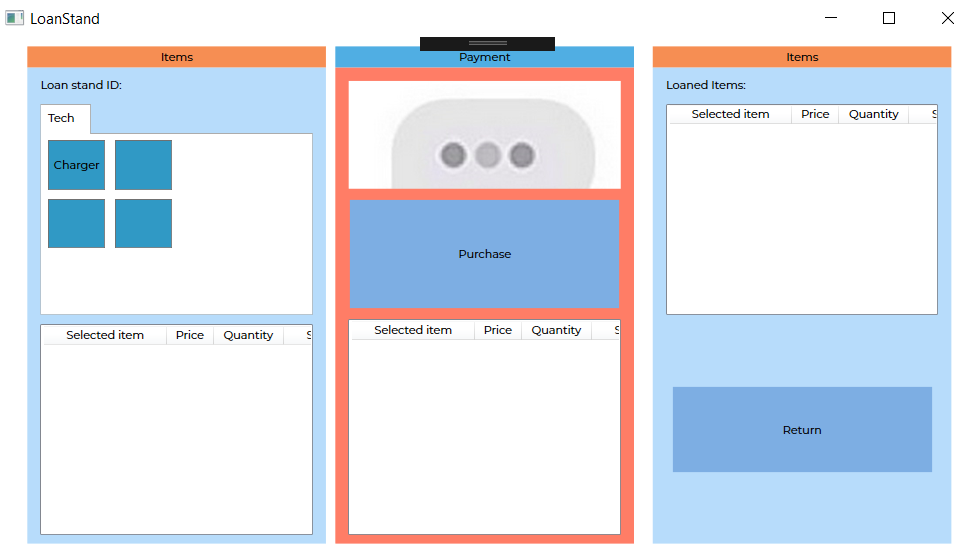 LoanStand
Items
Loan stand ID:
Tech
Charger
Selected item Price Quantity
Payment
Purchase
Selected item Price Quantity
Items
Loaned Items:
Selected item Price Quantity
Return